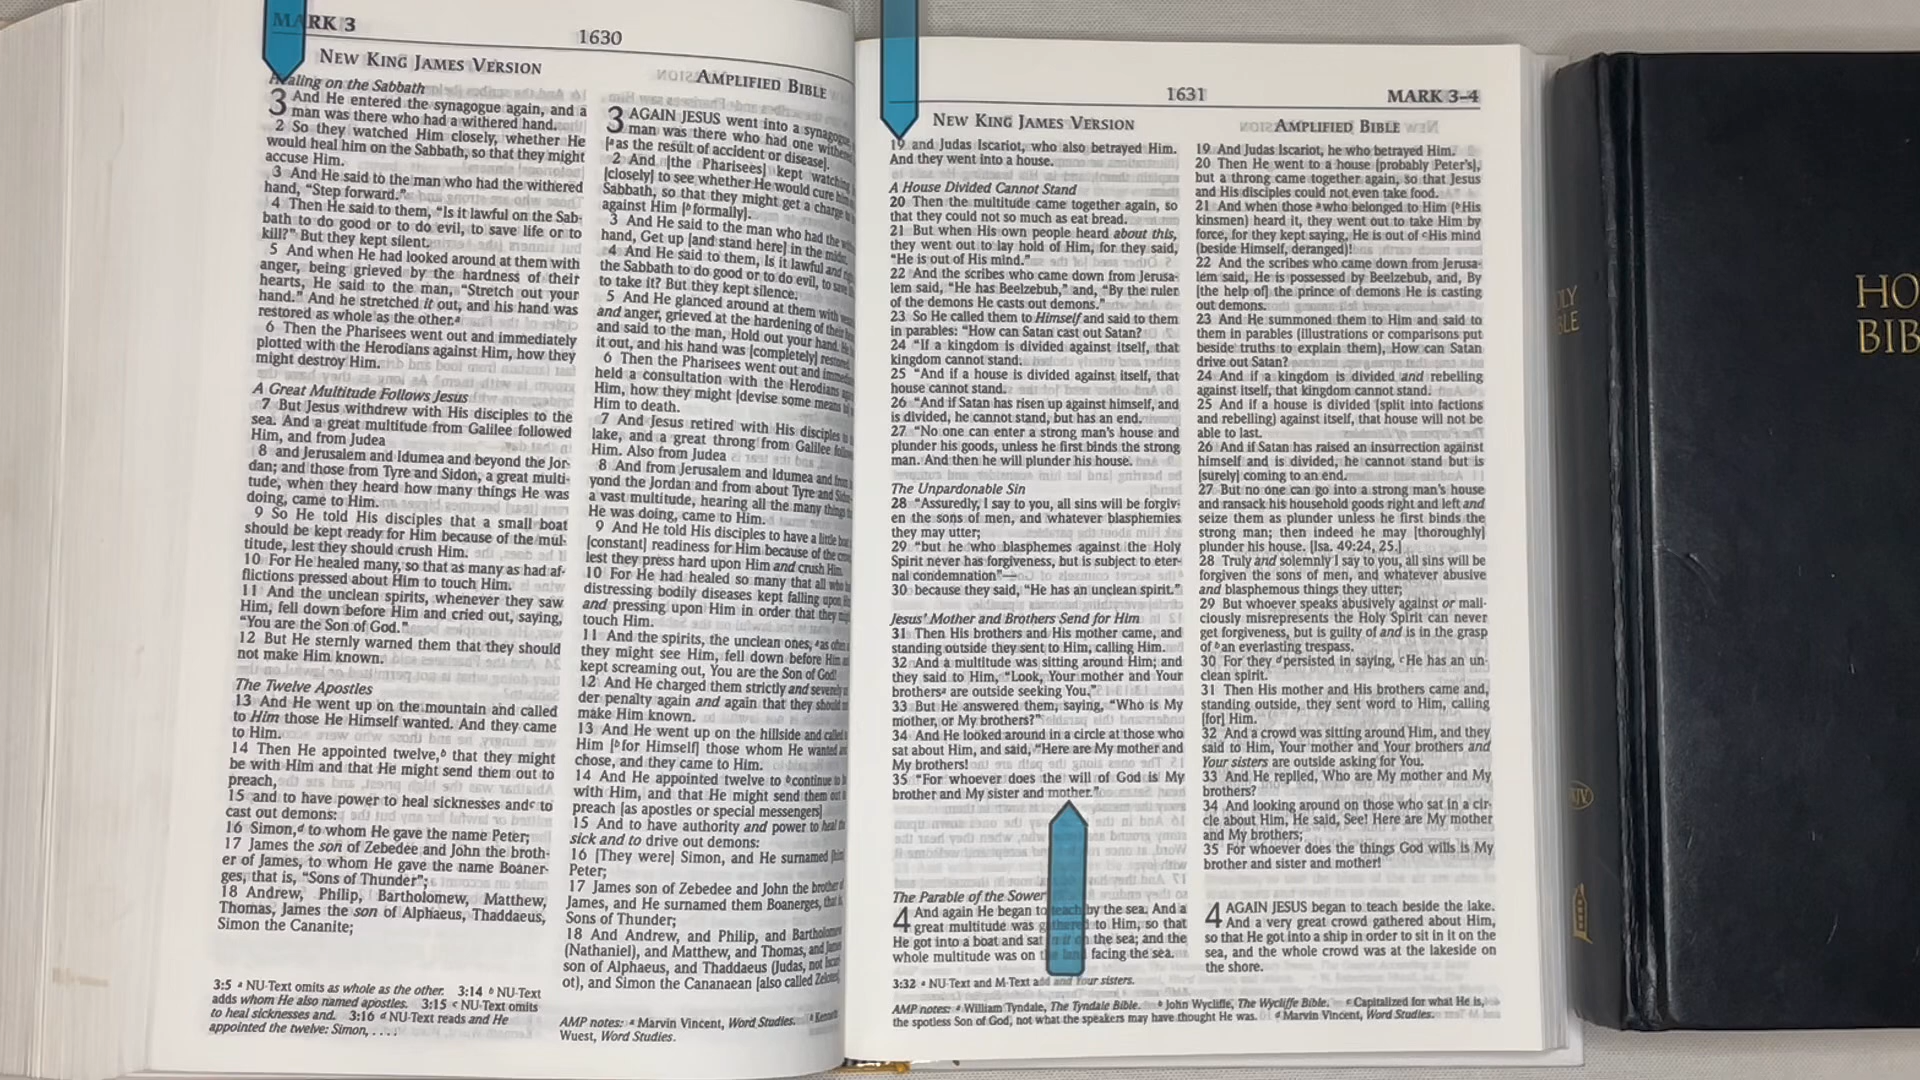 MARK 3
1630
NEW KING JAMES VERSION
Healing on the Sabbath
3 And He entered the synagogue again, and a
man was there who had a withered hand.
2 So they watched Him closely, whether He
would heal him on the Sabbath, so that they might
accuse Him.
3 And He said to the man who had the withered
hand, “Step forward.”
4 Then He said to them, “Is it lawful on the Sab-
bath to do good or to do evil, to save life or to
kill?” But they kept silent.
5 And when He had looked around at them with
anger, being grieved by the hardness of their
hearts, He said to the man, “Stretch out your
hand.” And he stretched it out, and his hand was
restored as whole as the other.a
6 Then the Pharisees went out and immediately
plotted with the Herodians against Him, how they
might destroy Him.
A Great Multitude Follows Jesus
7 But Jesus withdrew with His disciples to the
sea. And a great multitude from Galilee followed
Him, and from Judea
8 and Jerusalem and Idumea and beyond the Jor-
dan; and those from Tyre and Sidon, a great multi-
tude, when they heard how many things He was
doing, came to Him.
9 So He told His disciples that a small boat
should be kept ready for Him because of the mul-
titude, lest they should crush Him.
10 For He healed many, so that as many as had af-
flictions pressed about Him to touch Him.
11 And the unclean spirits, whenever they saw
Him, fell down before Him and cried out, saying,
“You are the Son of God.”
12 But He sternly warned them that they should
not make Him known.
The Twelve Apostles
13 And He went up on the mountain and called
to Him those He Himself wanted. And they came
to Him.
14 Then He appointed twelve,b that they might
be with Him and that He might send them out to
preach,
15 and to have power to heal sicknesses andc to
cast out demons:
16 Simon,d to whom He gave the name Peter;
17 James the son of Zebedee and John the broth-
er of James, to whom He gave the name Boaner-
ges, that is, “Sons of Thunder”;
18 Andrew, Philip, Bartholomew, Matthew,
Thomas, James the son of Alphaeus, Thaddaeus,
Simon the Cananite;
3:5 a NU-Text omits as whole as the other. 3:14 b NU-Text
adds whom He also named apostles. 3:15 c NU-Text omits
to heal sicknesses and. 3:16 d NU-Text reads and He
appointed the twelve: Simon, . . . .
AMPLIFIED BIBLE
3 AGAIN JESUS went into a synagogue,
man was there who had one
[a as the result of accident or disease].
2 And [the Pharisees] kept watching
[closely] to see whether He would cure him
Sabbath, so that they might get a charge
against Him [b formally].
3 And He said to the man who had the
hand, Get up [and stand here] in the
4 And He said to them, Is it lawful and
the Sabbath to do good or to do evil, to save
to take it? But they kept silence.
5 And He glanced around at them with
and anger, grieved at the hardening of their
and said to the man, Hold out your hand.
it out, and his hand was [completely] restored.
6 Then the Pharisees went out and
held a consultation with the Herodians
Him, how they might [devise some means
Him to death.
7 And Jesus retired with His disciples
lake, and a great throng from Galilee
Him. Also from Judea
8 And from Jerusalem and Idumea and
yond the Jordan and from about Tyre and
a vast multitude, hearing all the many things
He was doing, came to Him.
9 And He told His disciples to have a little
[constant] readiness for Him because of the
lest they press hard upon Him and crush Him.
10 For He had healed so many that all who
distressing bodily diseases kept falling upon
and pressing upon Him in order that they
touch Him.
11 And the spirits, the unclean ones, a as
they might see Him, fell down before Him
kept screaming out, You are the Son of God!
12 And He charged them strictly and severely
der penalty again and again that they should
make Him known.
13 And He went up on the hillside and called
Him [b for Himself] those whom He wanted
chose, and they came to Him.
14 And He appointed twelve to continue
with Him, and that He might send them out
preach [as apostles or special messengers]
15 And to have authority and power to heal the
sick and to drive out demons:
16 [They were] Simon, and He surnamed
Peter;
17 James son of Zebedee and John the brother
James, and He surnamed them Boanerges,
Sons of Thunder;
18 And Andrew, and Philip, and Bartholomew
(Nathaniel), and Matthew, and Thomas, and
son of Alphaeus, and Thaddaeus (Judas, not
ot), and Simon the Cananaean [also called
AMP notes: a Marvin Vincent, Word Studies.
Wuest, Word Studies.
1631
MARK 3–4
NEW KING JAMES VERSION
19 and Judas Iscariot, who also betrayed Him.
And they went into a house.
A House Divided Cannot Stand
20 Then the multitude came together again, so
that they could not so much as eat bread.
21 But when His own people heard about this,
they went out to lay hold of Him, for they said,
“He is out of His mind.”
22 And the scribes who came down from Jerusa-
lem said, “He has Beelzebub,” and, “By the ruler
of the demons He casts out demons.”
23 So He called them to Himself and said to them
in parables: “How can Satan cast out Satan?
24 “If a kingdom is divided against itself, that
kingdom cannot stand.
25 “And if a house is divided against itself, that
house cannot stand.
26 “And if Satan has risen up against himself, and
is divided, he cannot stand, but has an end.
27 “No one can enter a strong man's house and
plunder his goods, unless he first binds the strong
man. And then he will plunder his house.
The Unpardonable Sin
28 “Assuredly, I say to you, all sins will be forgiv-
en the sons of men, and whatever blasphemies
they may utter;
29 “but he who blasphemes against the Holy
Spirit never has forgiveness, but is subject to eter-
nal condemnation”—
30 because they said, “He has an unclean spirit.”
Jesus' Mother and Brothers Send for Him
31 Then His brothers and His mother came, and
standing outside they sent to Him, calling Him.
32 And a multitude was sitting around Him; and
they said to Him, “Look, Your mother and Your
brothersa are outside seeking You.”
33 But He answered them, saying, “Who is My
mother, or My brothers?”
34 And He looked around in a circle at those who
sat about Him, and said, “Here are My mother and
My brothers!
35 “For whoever does the will of God is My
brother and My sister and mother.”
The Parable of the Sower
4 And again He began to teach by the sea. And a
great multitude was gathered to Him, so that
He got into a boat and sat in it on the sea; and the
whole multitude was on the land facing the sea.
3:32 a NU-Text and M-Text add and Your sisters.
AMPLIFIED BIBLE
19 And Judas Iscariot, he who betrayed Him.
20 Then He went to a house [probably Peter's],
but a throng came together again, so that Jesus
and His disciples could not even take food.
21 And when those a who belonged to Him (b His
kinsmen) heard it, they went out to take Him by
force, for they kept saying, He is out of c His mind
(beside Himself, deranged)!
22 And the scribes who came down from Jerusa-
lem said, He is possessed by Beelzebub, and, By
[the help of] the prince of demons He is casting
out demons.
23 And He summoned them to Him and said to
them in parables (illustrations or comparisons put
beside truths to explain them), How can Satan
drive out Satan?
24 And if a kingdom is divided and rebelling
against itself, that kingdom cannot stand.
25 And if a house is divided (split into factions
and rebelling) against itself, that house will not be
able to last.
26 And if Satan has raised an insurrection against
himself and is divided, he cannot stand but is
[surely] coming to an end.
27 But no one can go into a strong man's house
and ransack his household goods right and left and
seize them as plunder unless he first binds the
strong man; then indeed he may [thoroughly]
plunder his house. [Isa. 49:24, 25.]
28 Truly and solemnly I say to you, all sins will be
forgiven the sons of men, and whatever abusive
and blasphemous things they utter;
29 But whoever speaks abusively against or mali-
ciously misrepresents the Holy Spirit can never
get forgiveness, but is guilty of and is in the grasp
of b an everlasting trespass.
30 For they d persisted in saying, c He has an un-
clean spirit.
31 Then His mother and His brothers came and,
standing outside, they sent word to Him, calling
[for] Him.
32 And a crowd was sitting around Him, and they
said to Him, Your mother and Your brothers and
Your sisters are outside asking for You.
33 And He replied, Who are My mother and My
brothers?
34 And looking around on those who sat in a cir-
cle about Him, He said, See! Here are My mother
and My brothers;
35 For whoever does the things God wills is My
brother and sister and mother!
4 AGAIN JESUS began to teach beside the lake.
And a very great crowd gathered about Him,
so that He got into a ship in order to sit in it on the
sea, and the whole crowd was at the lakeside on
the shore.
AMP notes: a William Tyndale, The Tyndale Bible. b John Wycliffe, The Wycliffe Bible. c Capitalized for what He is,
the spotless Son of God, not what the speakers may have thought He was. d Marvin Vincent, Word Studies.
HO
BIB